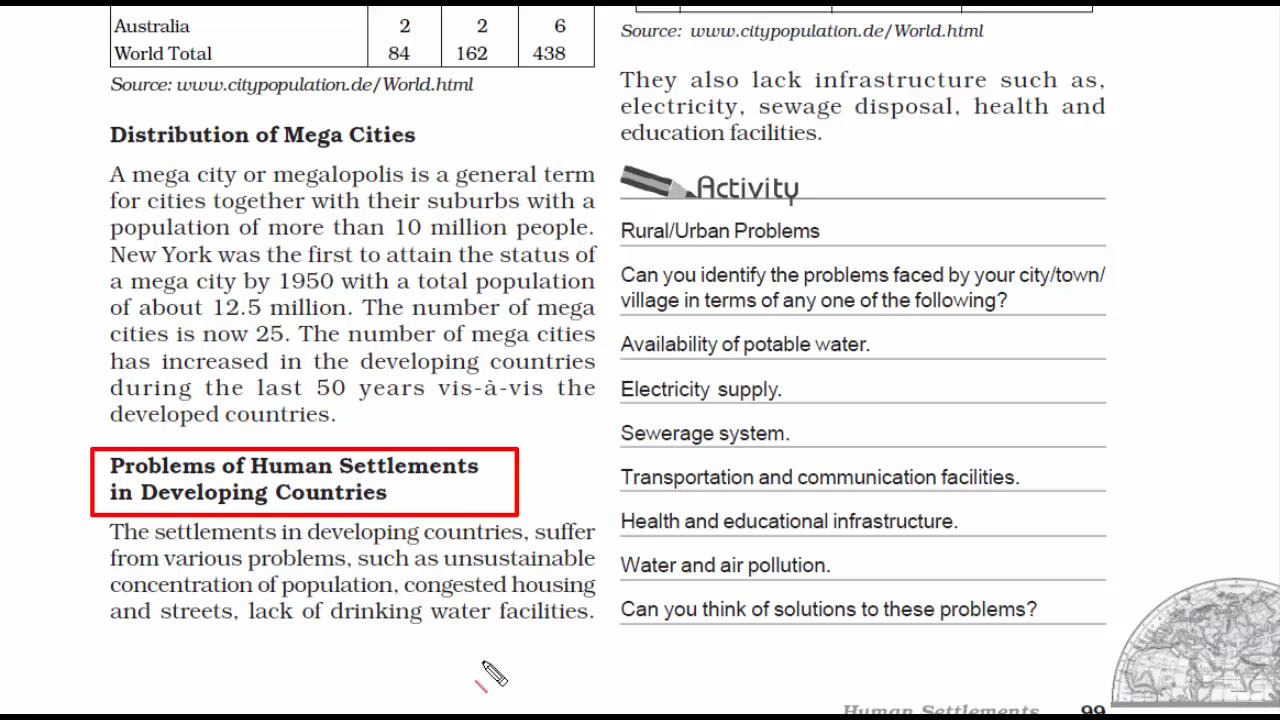 Australia 2 2 6
World Total 84 162 438
Source: www.citypopulation.de/World.html
Distribution of Mega Cities
A mega city or megalopolis is a general term
for cities together with their suburbs with a
population of more than 10 million people.
New York was the first to attain the status of
a mega city by 1950 with a total population
of about 12.5 million. The number of mega
cities is now 25. The number of mega cities
has increased in the developing countries
during the last 50 years vis-à-vis the
developed countries.
Problems of Human Settlements
in Developing Countries
The settlements in developing countries, suffer
from various problems, such as unsustainable
concentration of population, congested housing
and streets, lack of drinking water facilities.
Source: www.citypopulation.de/World.html
They also lack infrastructure such as,
electricity, sewage disposal, health and
education facilities.
Activity
Rural/Urban Problems
Can you identify the problems faced by your city/town/
village in terms of any one of the following?
Availability of potable water.
Electricity supply.
Sewerage system.
Transportation and communication facilities.
Health and educational infrastructure.
Water and air pollution.
Can you think of solutions to these problems?
Human Settlements 99